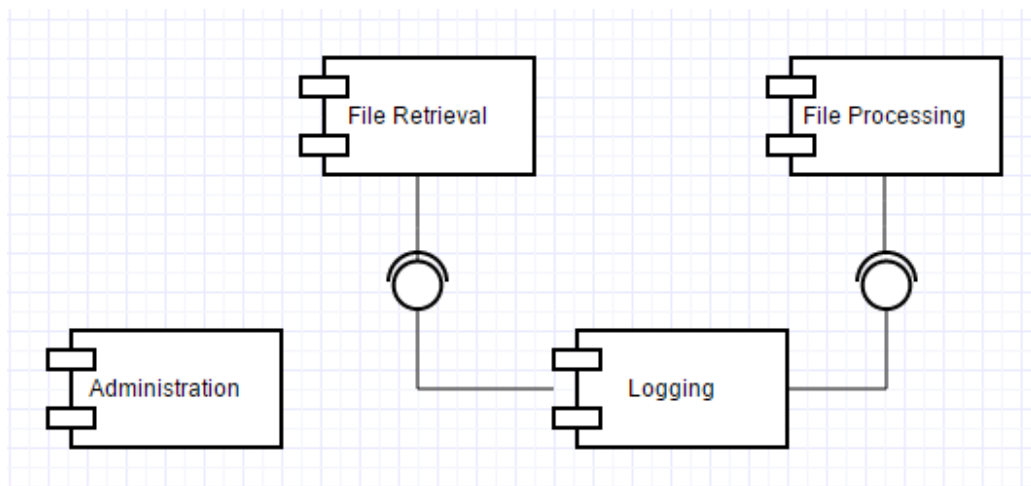 File Retrieval
File Processing
Administration
Logging